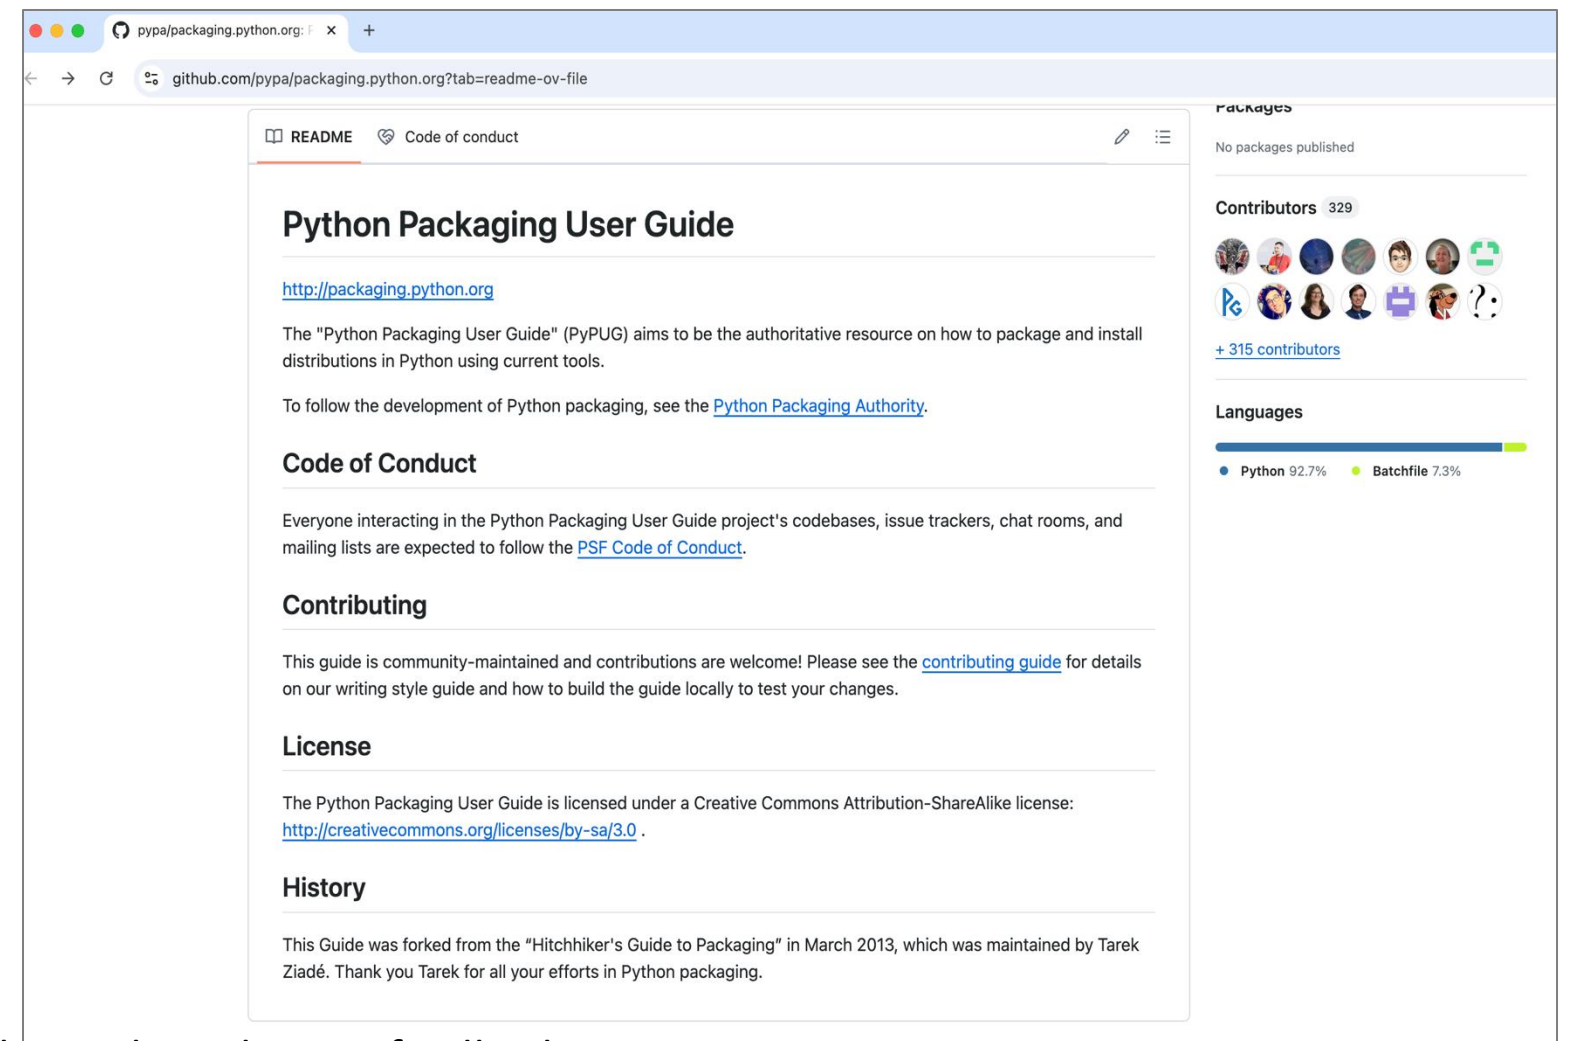 pypa/packaging.python.org:
github.com/pypa/packaging.python.org?tab=readme-ov-file
README
Code of conduct
Python Packaging User Guide
http://packaging.python.org
The "Python Packaging User Guide" (PyPUG) aims to be the authoritative resource on how to package and install
distributions in Python using current tools.
To follow the development of Python packaging, see the Python Packaging Authority.
Code of Conduct
Everyone interacting in the Python Packaging User Guide project's codebases, issue trackers, chat rooms, and
mailing lists are expected to follow the PSF Code of Conduct.
Contributing
This guide is community-maintained and contributions are welcome! Please see the contributing guide for details
on our writing style guide and how to build the guide locally to test your changes.
License
The Python Packaging User Guide is licensed under a Creative Commons Attribution-ShareAlike license:
http://creativecommons.org/licenses/by-sa/3.0 .
History
This Guide was forked from the “Hitchhiker's Guide to Packaging” in March 2013, which was maintained by Tarek
Ziadé. Thank you Tarek for all your efforts in Python packaging.
Packages
No packages published
Contributors 329
+ 315 contributors
Languages
Python 92.7% Batchfile 7.3%